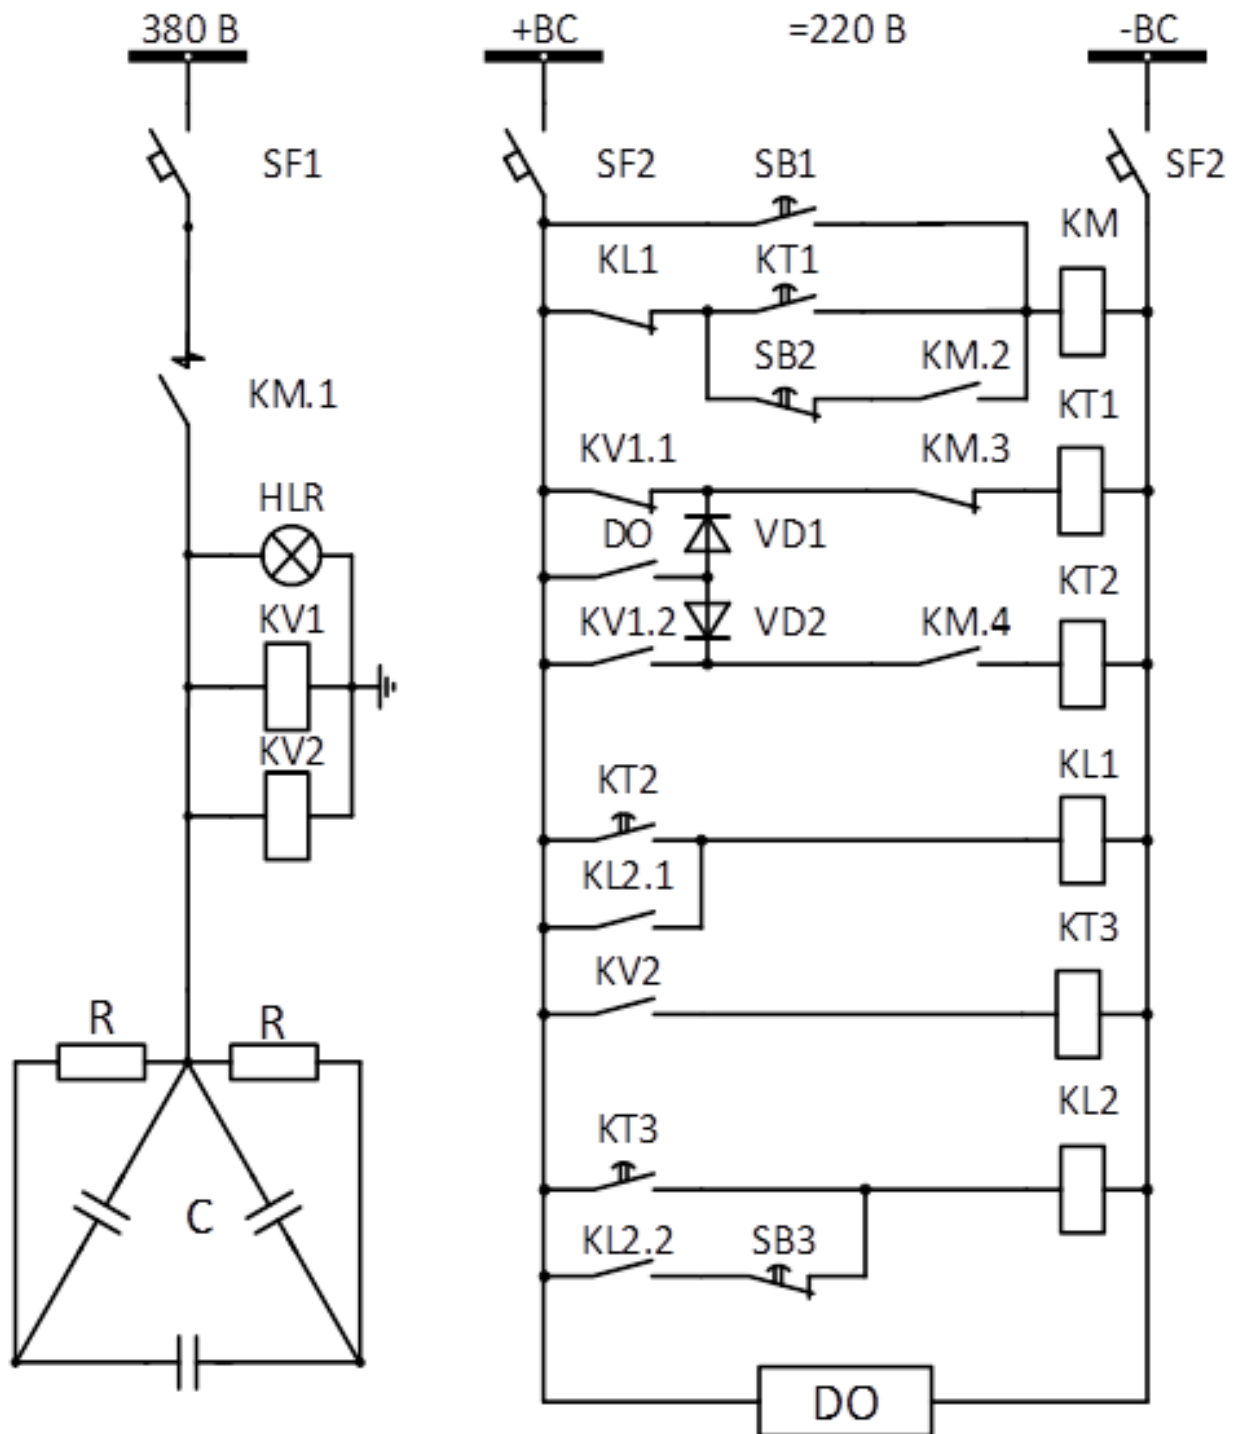 380 В
+ВС
=220 В
-ВС
SF1
SF2
SB1
SF2
KM
KL1
KT1
SB2
KM.2
KM.1
KT1
KV1.1
KM.3
HLR
DO
VD1
KT2
KV1
KV1.2
VD2
KM.4
KV2
KT2
KL1
KL2.1
KT3
KV2
R
R
KL2
KT3
C
KL2.2
SB3
DO